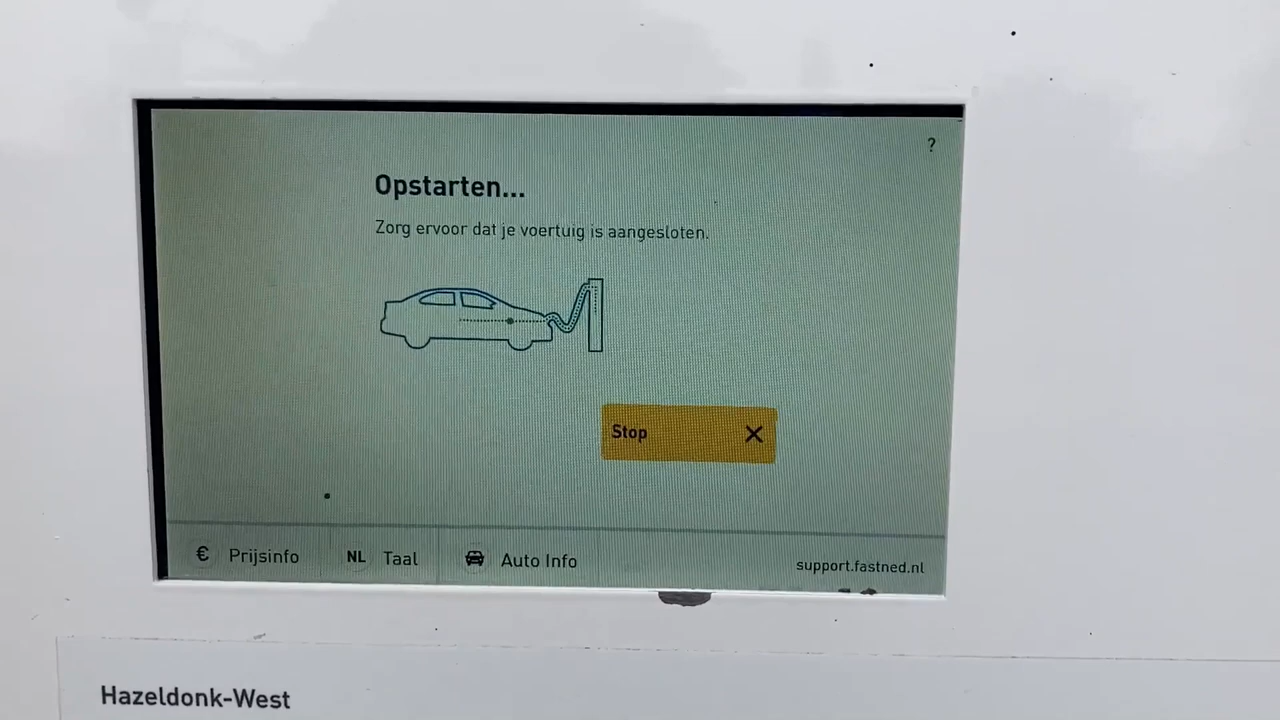 ?
Opstarten...
Zorg ervoor dat je voertuig is aangesloten.
Stop
€ Prijsinfo NL Taal Auto Info support.fastned.nl
Hazeldonk-West